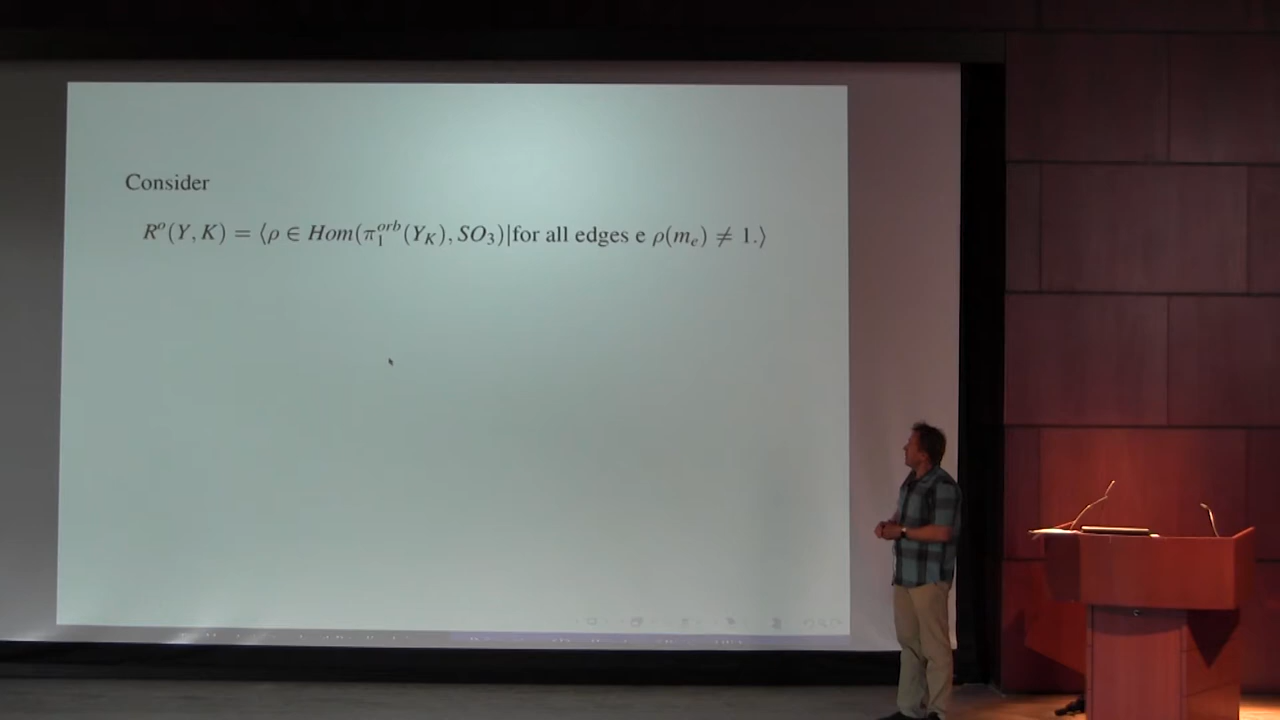 Consider
R^o(Y, K) = ⟨ρ ∈ Hom(π_1^{orb}(Y_K), SO_3)|for all edges e ρ(m_e) ≠ 1.⟩